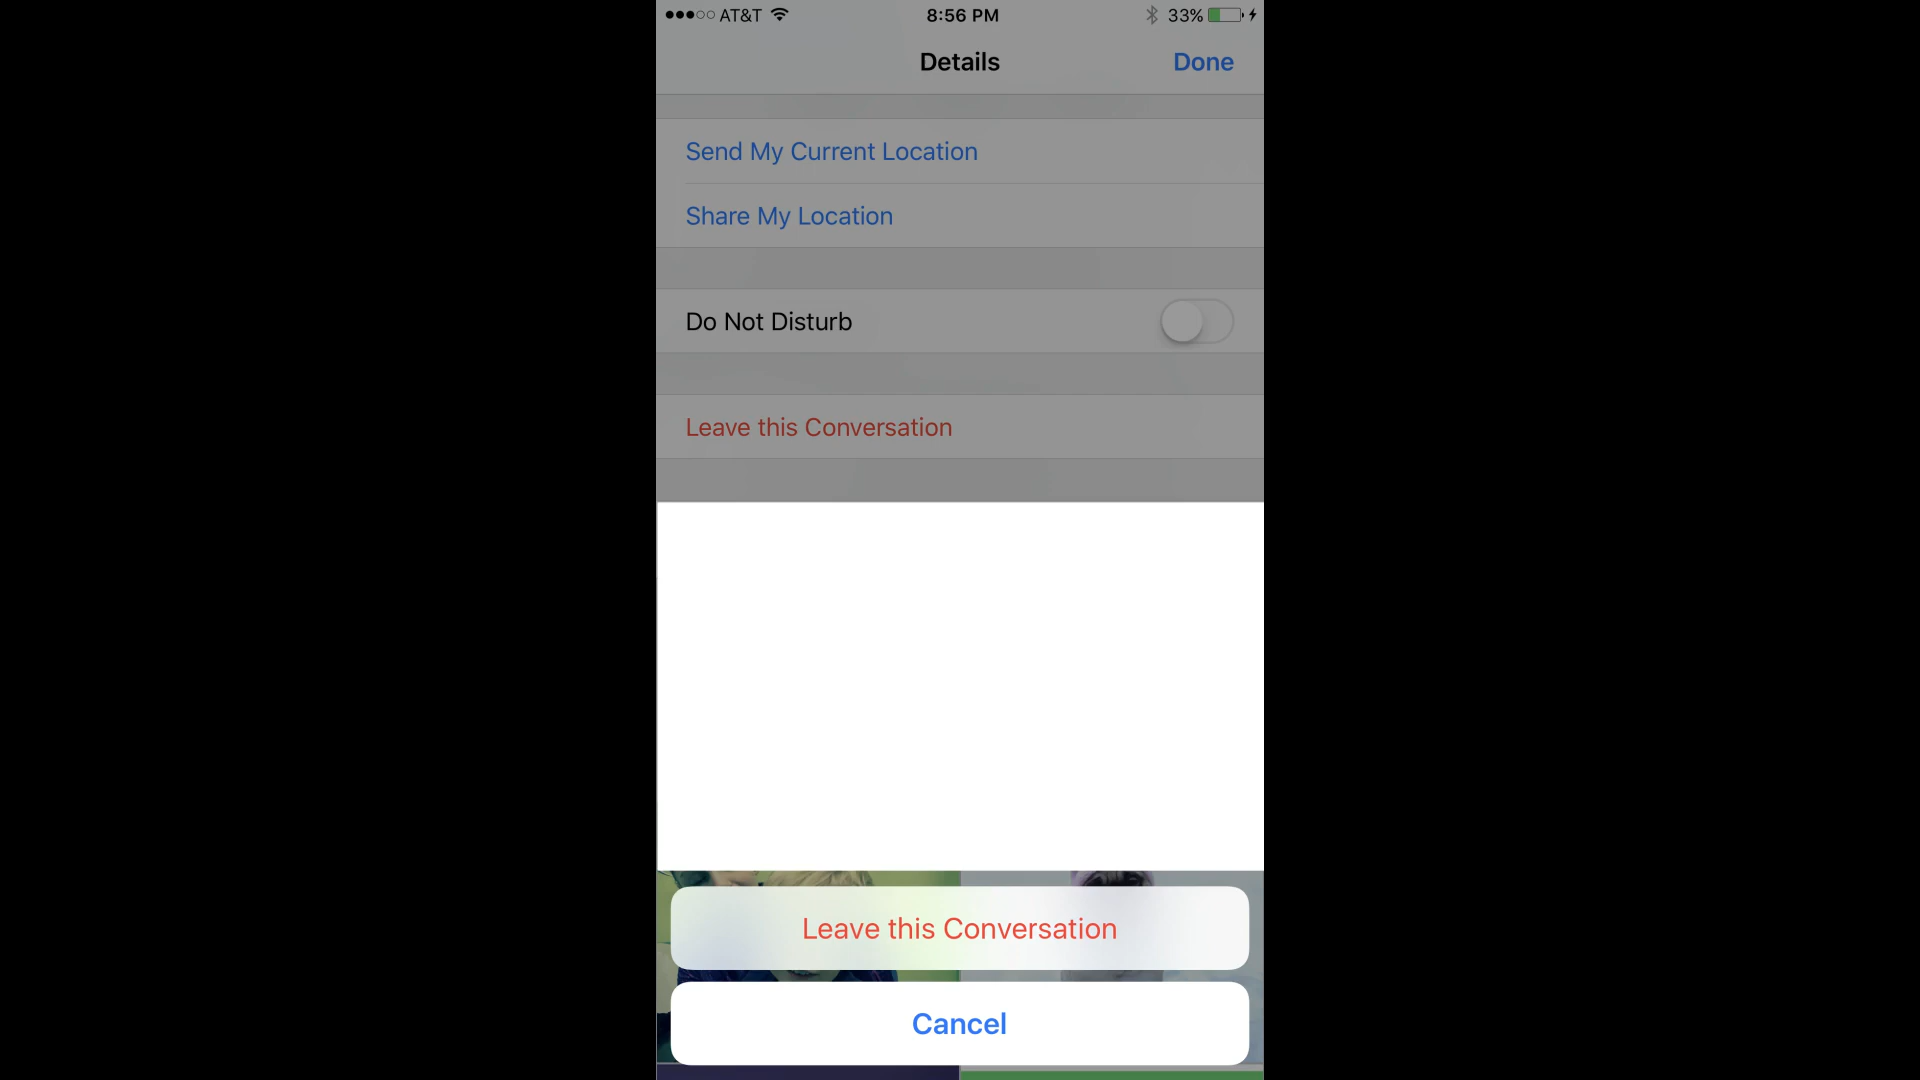 AT&T 8:56 PM 33%
Details Done
Send My Current Location
Share My Location
Do Not Disturb
Leave this Conversation
Leave this Conversation
Cancel